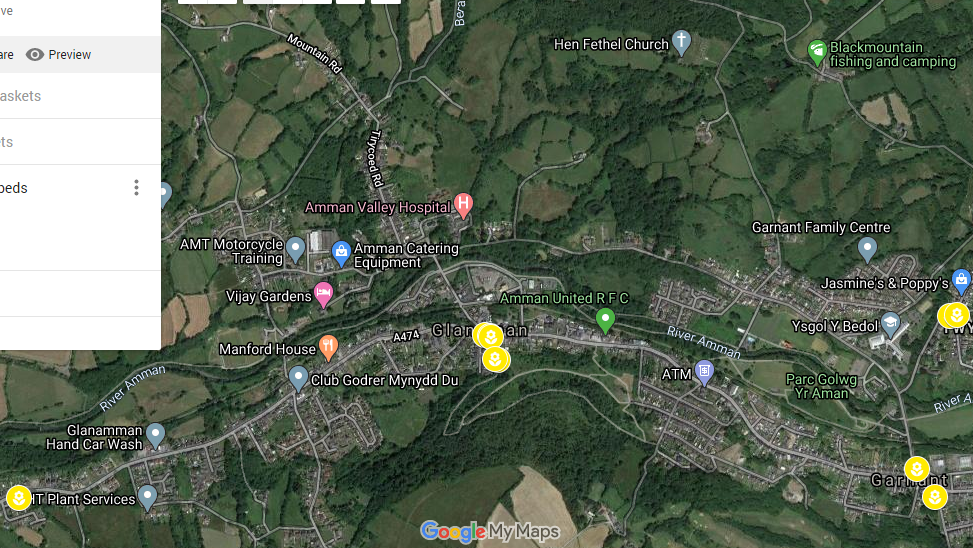 ve
are
Preview
askets
ts
beds
Mountain Rd
Bera
Hen Fethel Church
Blackmountain
fishing and camping
Tirycoed Rd
Amman Valley Hospital
H
Garnant Family Centre
AMT Motorcycle
Training
Amman Catering
Equipment
Jasmine's & Poppy's
Vijay Gardens
Amman United R F C
Glanamman
A474
River Amman
Ysgol Y Bedol
WY
Manford House
Club Godrer Mynydd Du
ATM
$
Parc Golwg
Yr Aman
River Amman
River A
Glanamman
Hand Car Wash
HT Plant Services
Garnant
Google My Maps